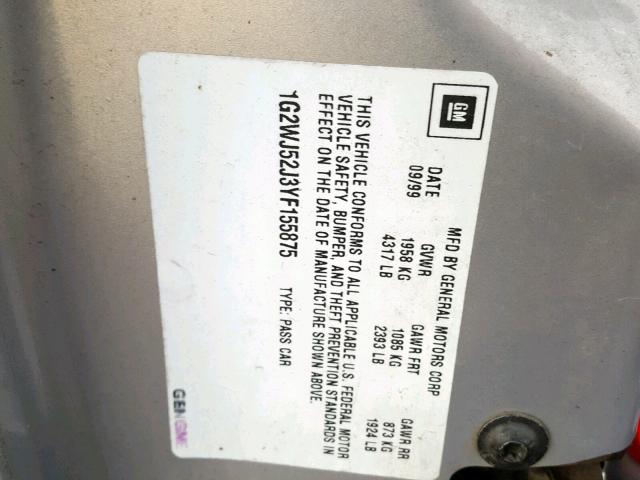 GM
MFD BY GENERAL MOTORS CORP
DATE GVWR GAWR FRT GAWR RR
09/99 1958 KG 1085 KG 873 KG
4317 LB 2393 LB 1924 LB
THIS VEHICLE CONFORMS TO ALL APPLICABLE U.S. FEDERAL MOTOR
VEHICLE SAFETY, BUMPER, AND THEFT PREVENTION STANDARDS IN
EFFECT ON THE DATE OF MANUFACTURE SHOWN ABOVE.
1G2WJ52J3YF155875 TYPE: PASS CAR